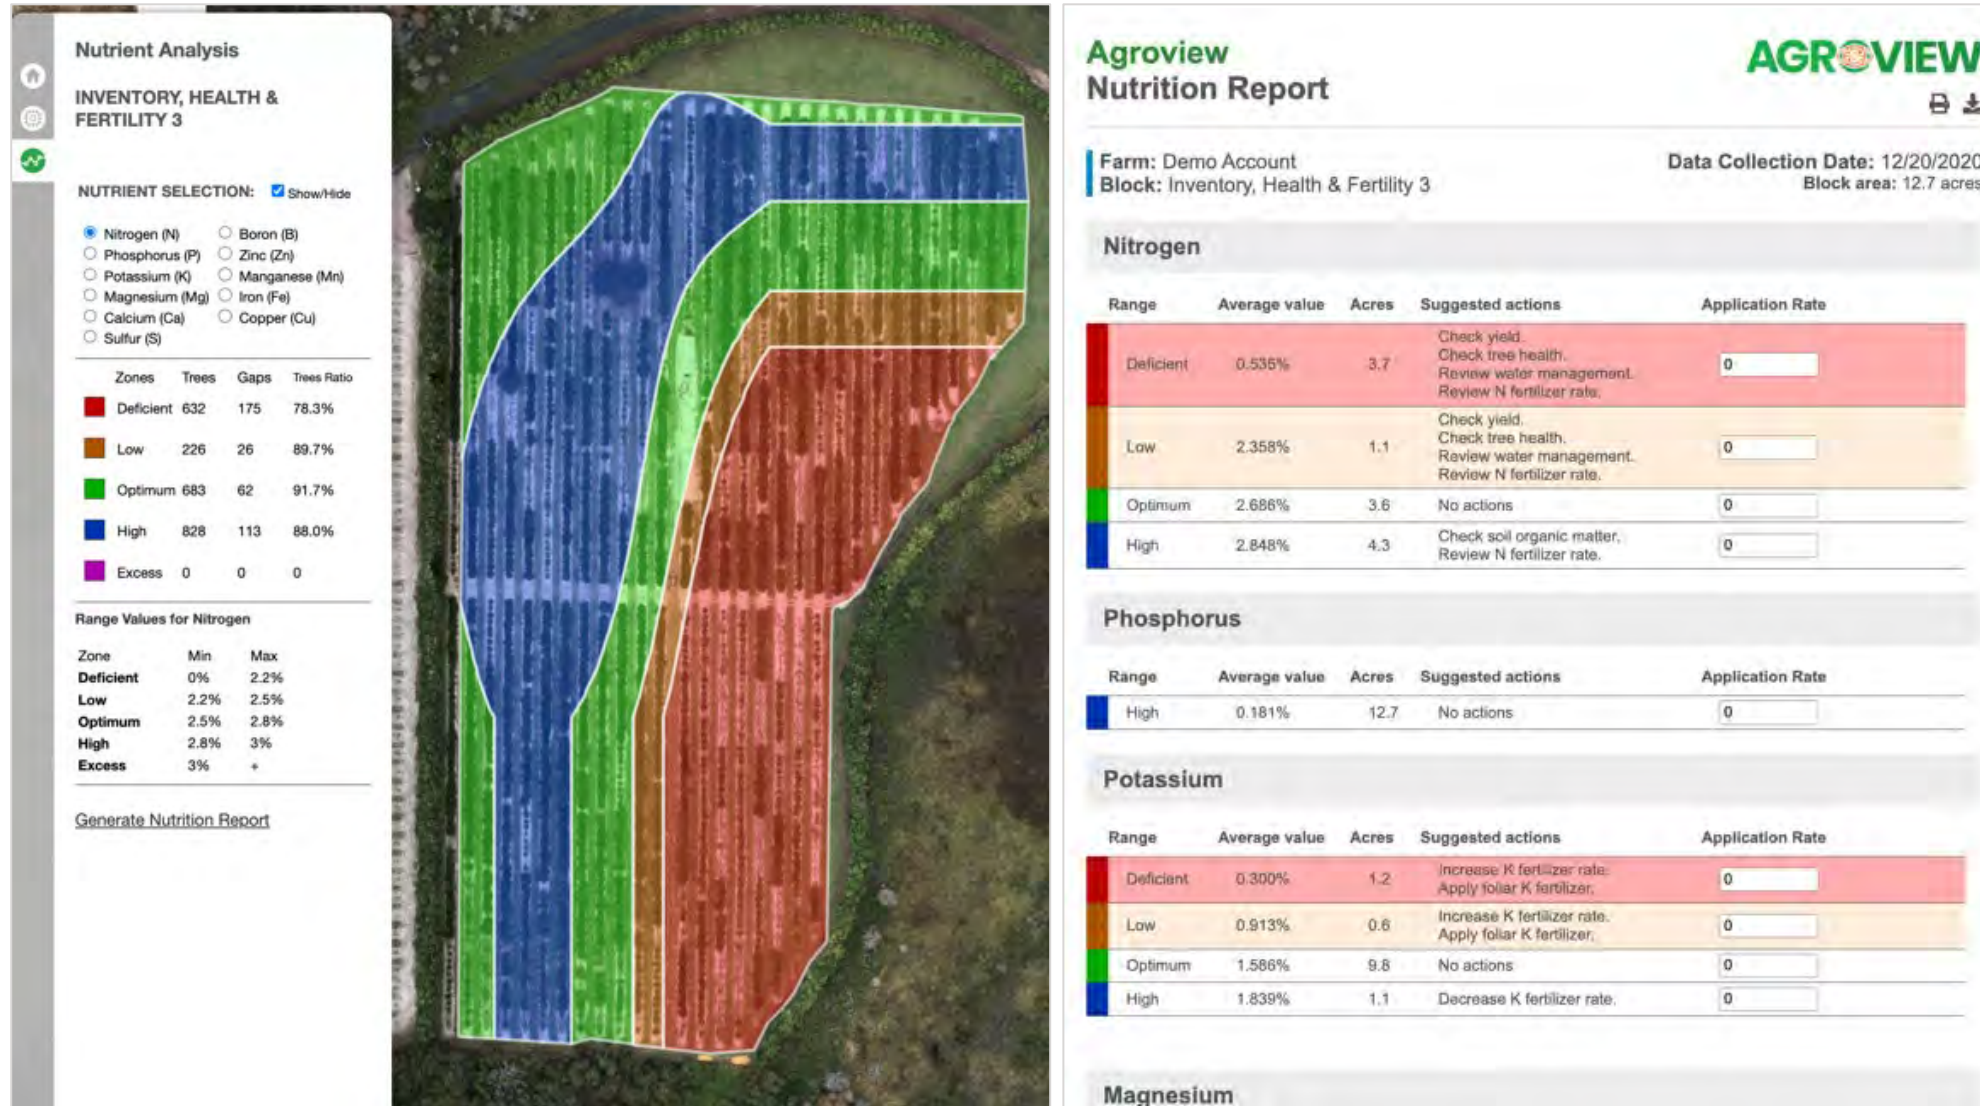 Nutrient Analysis
INVENTORY, HEALTH &
FERTILITY 3
NUTRIENT SELECTION: Show/Hide
Nitrogen (N) Boron (B)
Phosphorus (P) Zinc (Zn)
Potassium (K) Manganese (Mn)
Magnesium (Mg) Iron (Fe)
Calcium (Ca) Copper (Cu)
Sulfur (S)
Zones Trees Gaps Trees Ratio
Deficient 632 175 78.3%
Low 226 26 89.7%
Optimum 683 62 91.7%
High 828 113 88.0%
Excess 0 0 0
Range Values for Nitrogen
Zone Min Max
Deficient 0% 2.2%
Low 2.2% 2.5%
Optimum 2.5% 2.8%
High 2.8% 3%
Excess 3% +
Generate Nutrition Report
Agroview
Nutrition Report
AGROVIEW
Farm: Demo Account
Block: Inventory, Health & Fertility 3
Data Collection Date: 12/20/2020
Block area: 12.7 acres
Nitrogen
Range Average value Acres Suggested actions Application Rate
Deficient 0.535% 3.7 Check yield. 0
Check tree health.
Review water management.
Review N fertilizer rate.
Low 2.358% 1.1 Check yield. 0
Check tree health.
Review water management.
Review N fertilizer rate.
Optimum 2.686% 3.6 No actions 0
High 2.848% 4.3 Check soil organic matter. 0
Review N fertilizer rate.
Phosphorus
Range Average value Acres Suggested actions Application Rate
High 0.181% 12.7 No actions 0
Potassium
Range Average value Acres Suggested actions Application Rate
Deficient 0.300% 1.2 Increase K fertilizer rate. 0
Apply foliar K fertilizer.
Low 0.913% 0.6 Increase K fertilizer rate. 0
Apply foliar K fertilizer.
Optimum 1.586% 9.8 No actions 0
High 1.839% 1.1 Decrease K fertilizer rate. 0
Magnesium